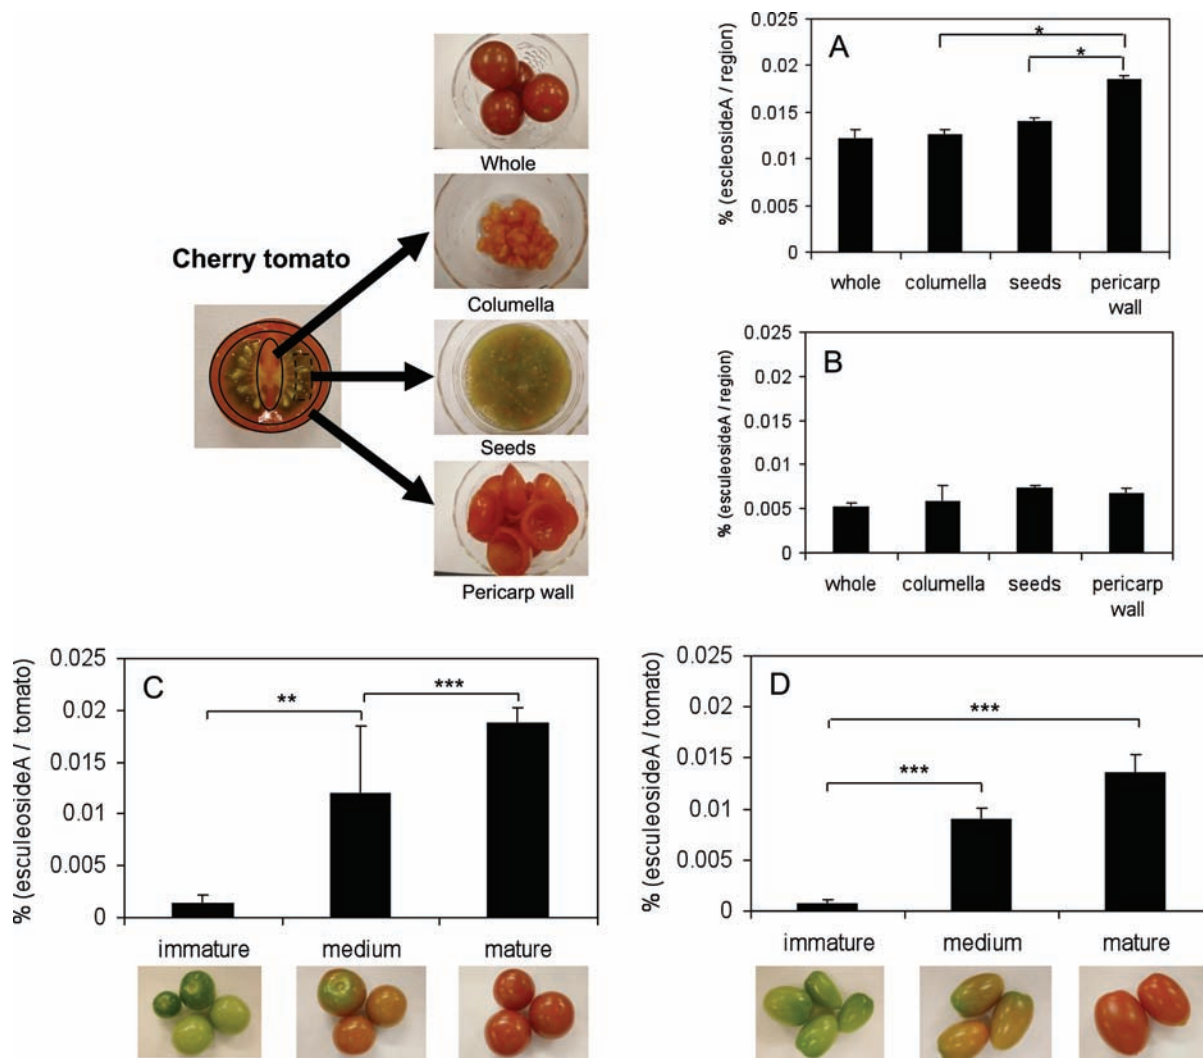 Whole
Cherry tomato
Columella
Seeds
Pericarp wall
A
% (escleosideA / region)
0.025
0.02
0.015
0.01
0.005
0
*
*
whole columella seeds pericarp
wall
B
% (esculeosideA / region)
0.025
0.02
0.015
0.01
0.005
0
whole columella seeds pericarp
wall
C
% (esculeosideA / tomato)
0.025
0.02
0.015
0.01
0.005
0
**
***
immature medium mature
D
% (esculeosideA / tomato)
0.025
0.02
0.015
0.01
0.005
0
***
***
immature medium mature